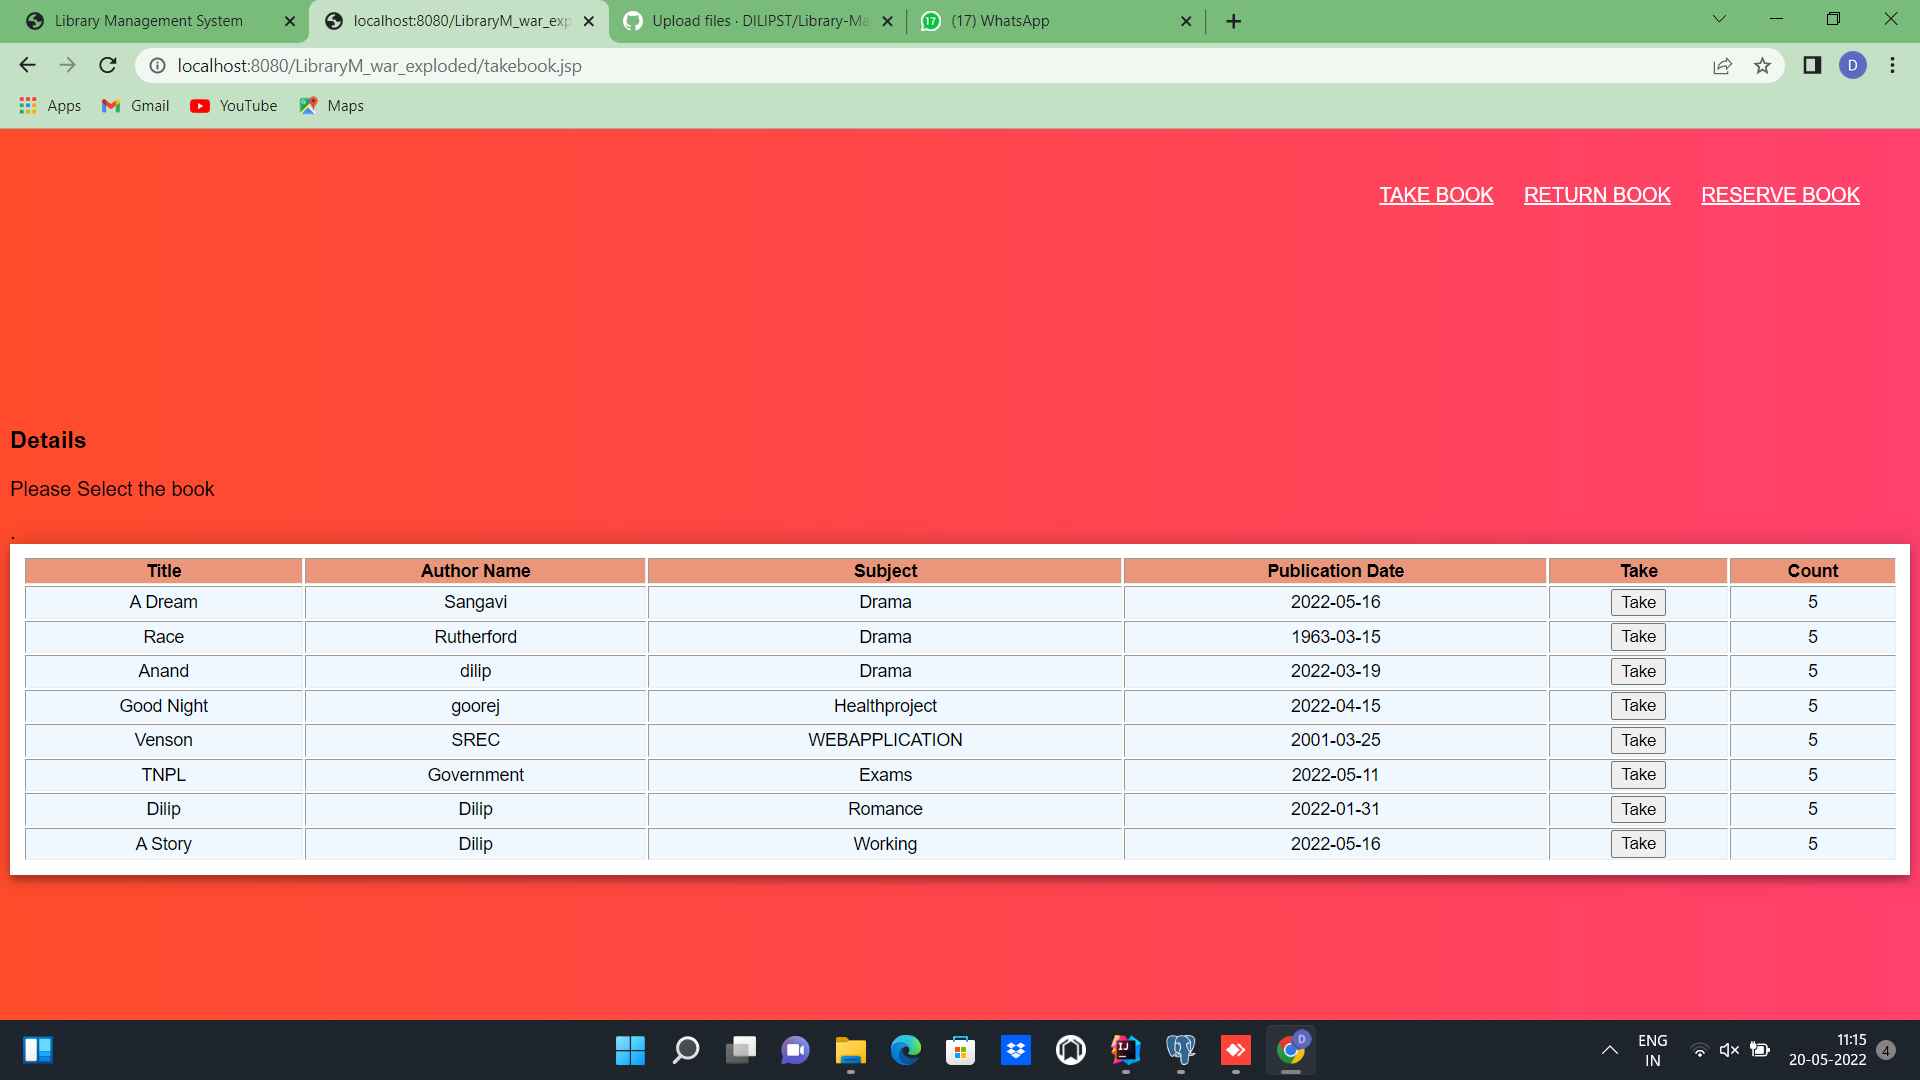 Library Management System
localhost:8080/LibraryM_war_exp
Upload files · DILIPST/Library-Ma
(17) WhatsApp
localhost:8080/LibraryM_war_exploded/takebook.jsp
D
Apps Gmail YouTube Maps
TAKE BOOK RETURN BOOK RESERVE BOOK
Details
Please Select the book
.
Title Author Name Subject Publication Date Take Count
A Dream Sangavi Drama 2022-05-16 Take 5
Race Rutherford Drama 1963-03-15 Take 5
Anand dilip Drama 2022-03-19 Take 5
Good Night goorej Healthproject 2022-04-15 Take 5
Venson SREC WEBAPPLICATION 2001-03-25 Take 5
TNPL Government Exams 2022-05-11 Take 5
Dilip Dilip Romance 2022-01-31 Take 5
A Story Dilip Working 2022-05-16 Take 5
ENG
IN
11:15
20-05-2022
4